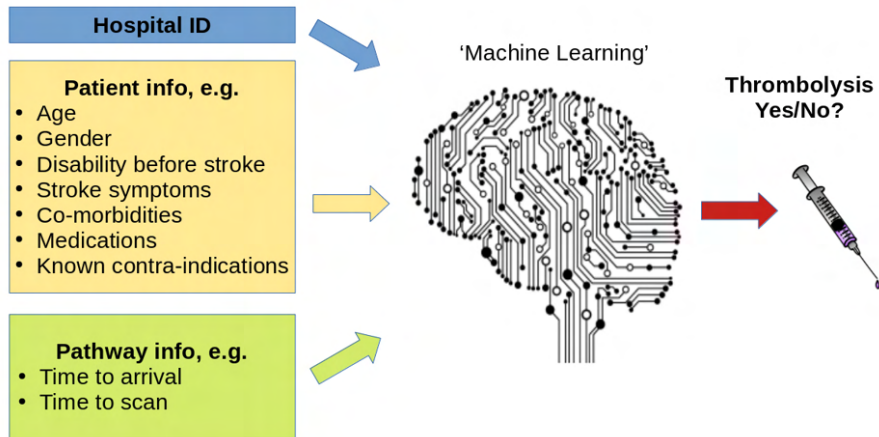 Hospital ID
Patient info, e.g.
• Age
• Gender
• Disability before stroke
• Stroke symptoms
• Co-morbidities
• Medications
• Known contra-indications
Pathway info, e.g.
• Time to arrival
• Time to scan
‘Machine Learning’
Thrombolysis
Yes/No?